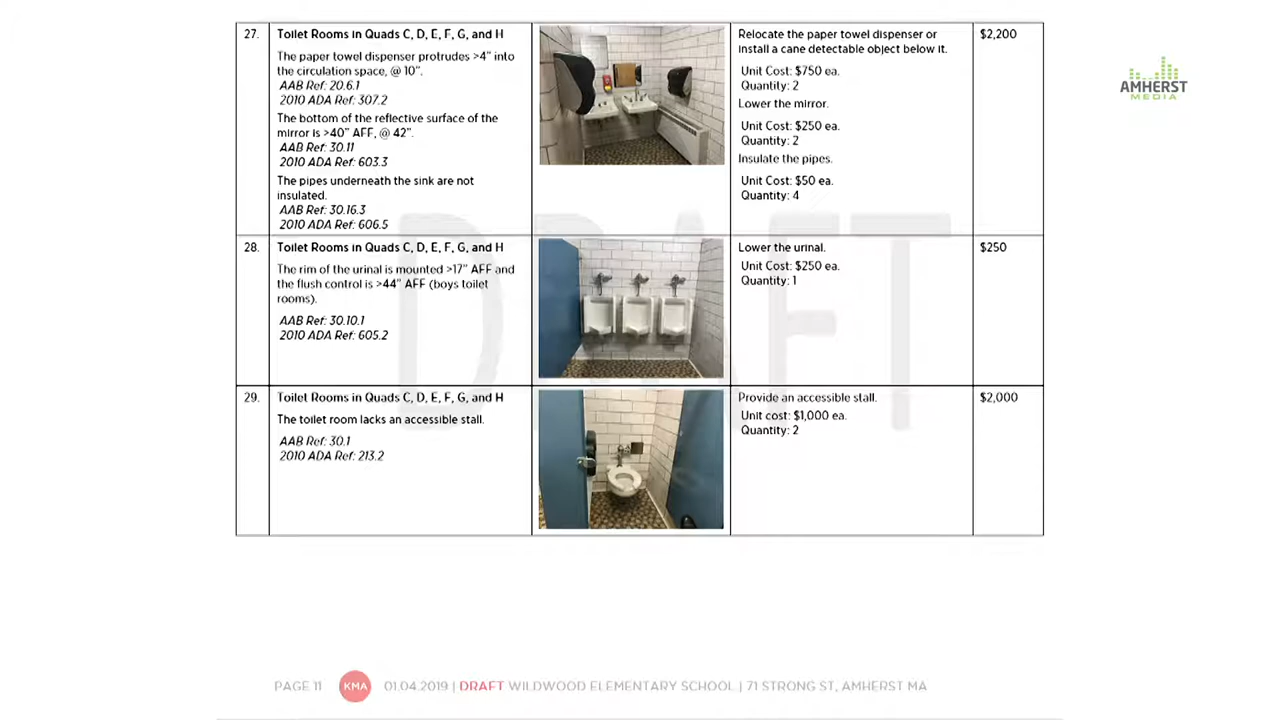 27.
Toilet Rooms in Quads C, D, E, F, G, and H
The paper towel dispenser protrudes >4" into
the circulation space, @ 10".
AAB Ref: 20.6.1
2010 ADA Ref: 307.2
The bottom of the reflective surface of the
mirror is >40" AFF, @ 42".
AAB Ref: 30.11
2010 ADA Ref: 603.3
The pipes underneath the sink are not
insulated.
AAB Ref: 30.16.3
2010 ADA Ref: 606.5
Relocate the paper towel dispenser or
install a cane detectable object below it.
Unit Cost: $750 ea.
Quantity: 2
Lower the mirror.
Unit Cost: $250 ea.
Quantity: 2
Insulate the pipes.
Unit Cost: $50 ea.
Quantity: 4
$2,200
28.
Toilet Rooms in Quads C, D, E, F, G, and H
The rim of the urinal is mounted >17" AFF and
the flush control is >44" AFF (boys toilet
rooms).
AAB Ref: 30.10.1
2010 ADA Ref: 605.2
Lower the urinal.
Unit Cost: $250 ea.
Quantity: 1
$250
29.
Toilet Rooms in Quads C, D, E, F, G, and H
The toilet room lacks an accessible stall.
AAB Ref: 30.1
2010 ADA Ref: 213.2
Provide an accessible stall.
Unit cost: $1,000 ea.
Quantity: 2
$2,000
DRAFT
PAGE 11 KMA 01.04.2019 | DRAFT WILDWOOD ELEMENTARY SCHOOL | 71 STRONG ST, AMHERST MA
AMHERST
MEDIA